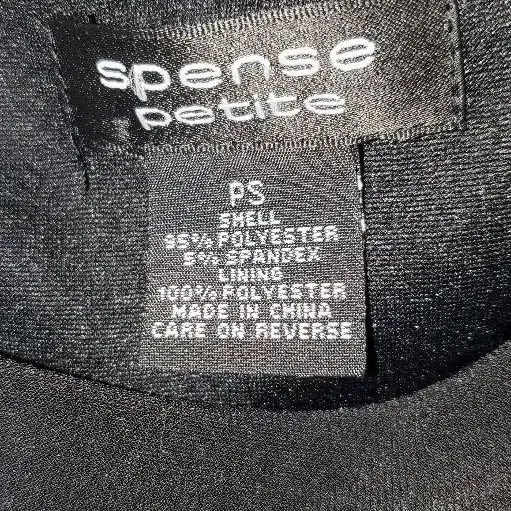 spense
petite
PS
SHELL
95% POLYESTER
5% SPANDEX
LINING
100% POLYESTER
MADE IN CHINA
CARE ON REVERSE